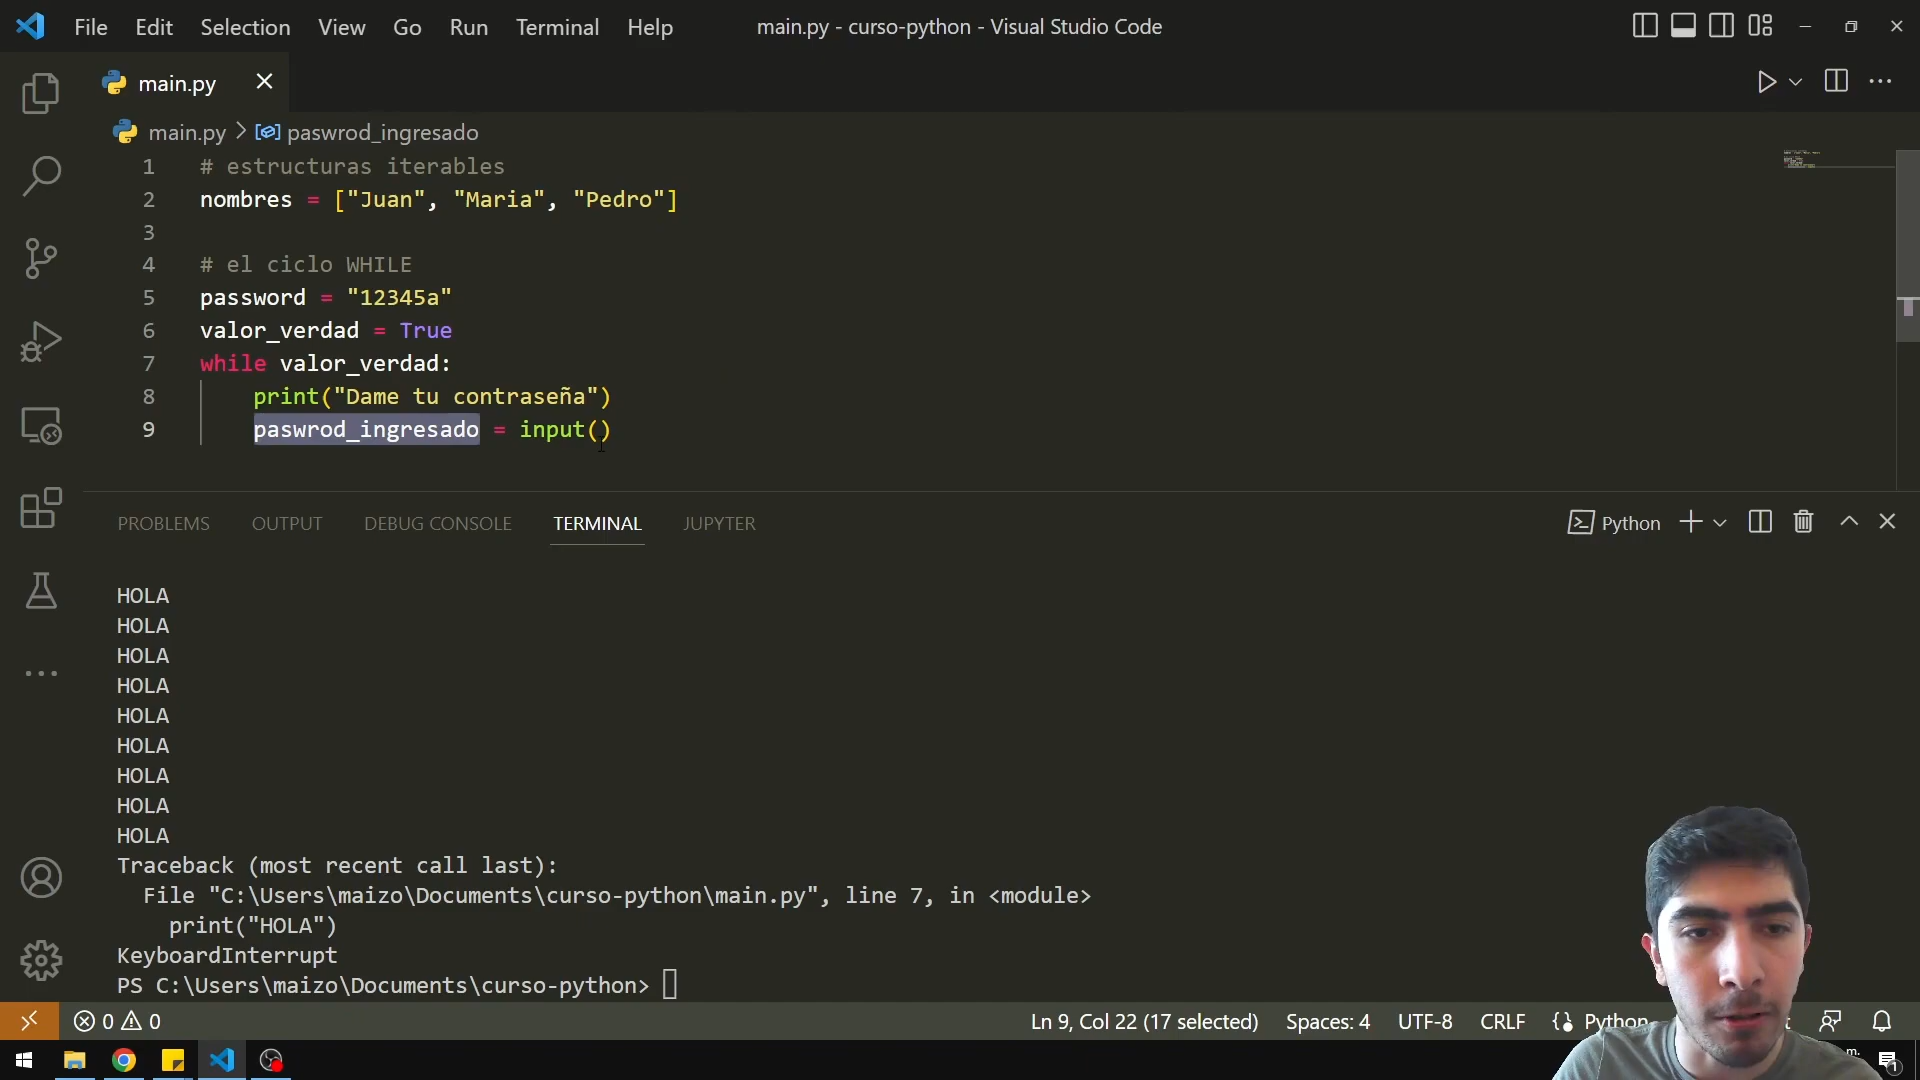 File Edit Selection View Go Run Terminal Help main.py - curso-python - Visual Studio Code
main.py
main.py > paswrod_ingresado
1 # estructuras iterables
2 nombres = ["Juan", "Maria", "Pedro"]
3
4 # el ciclo WHILE
5 password = "12345a"
6 valor_verdad = True
7 while valor_verdad:
8 print("Dame tu contraseña")
9 paswrod_ingresado = input()
PROBLEMS OUTPUT DEBUG CONSOLE TERMINAL JUPYTER Python
HOLA
HOLA
HOLA
HOLA
HOLA
HOLA
HOLA
HOLA
HOLA
Traceback (most recent call last):
File "C:\Users\maizo\Documents\curso-python\main.py", line 7, in <module>
print("HOLA")
KeyboardInterrupt
PS C:\Users\maizo\Documents\curso-python>
0 0 Ln 9, Col 22 (17 selected) Spaces: 4 UTF-8 CRLF Python
1